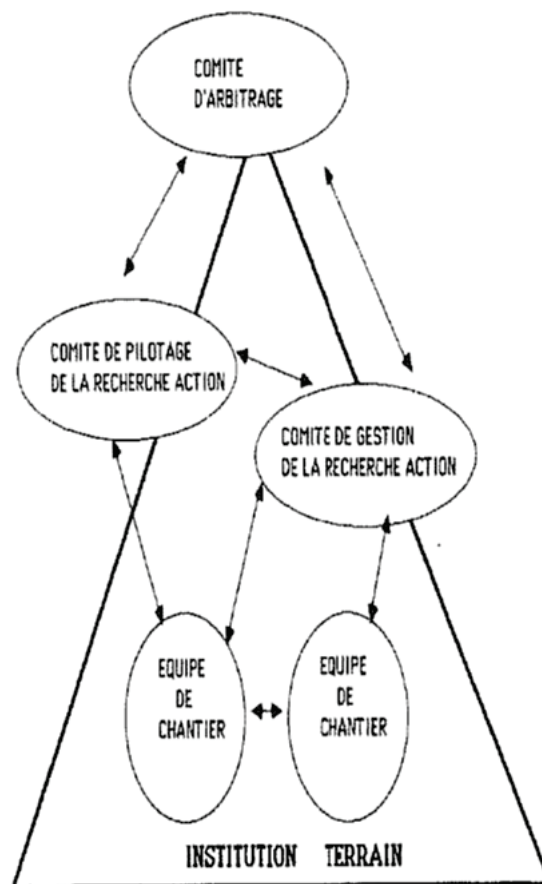 COMITE
D'ARBITRAGE
COMITE DE PILOTAGE
DE LA RECHERCHE ACTION
COMITE DE GESTION
DE LA RECHERCHE ACTION
EQUIPE
DE
CHANTIER
EQUIPE
DE
CHANTIER
INSTITUTION TERRAIN